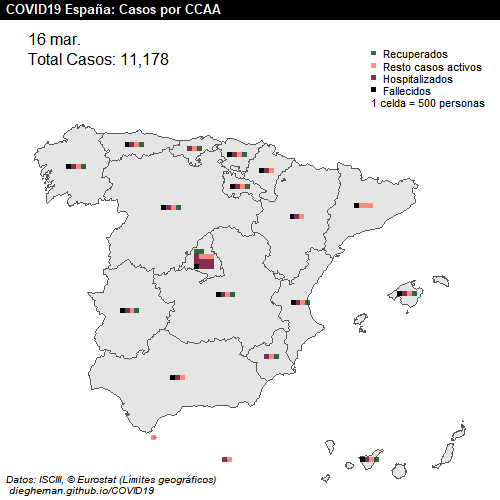 COVID19 España: Casos por CCAA
16 mar.
Total Casos: 11,178
Recuperados
Resto casos activos
Hospitalizados
Fallecidos
1 celda = 500 personas
Datos: ISCIII, © Eurostat (Límites geográficos)
diegheman.github.io/COVID19